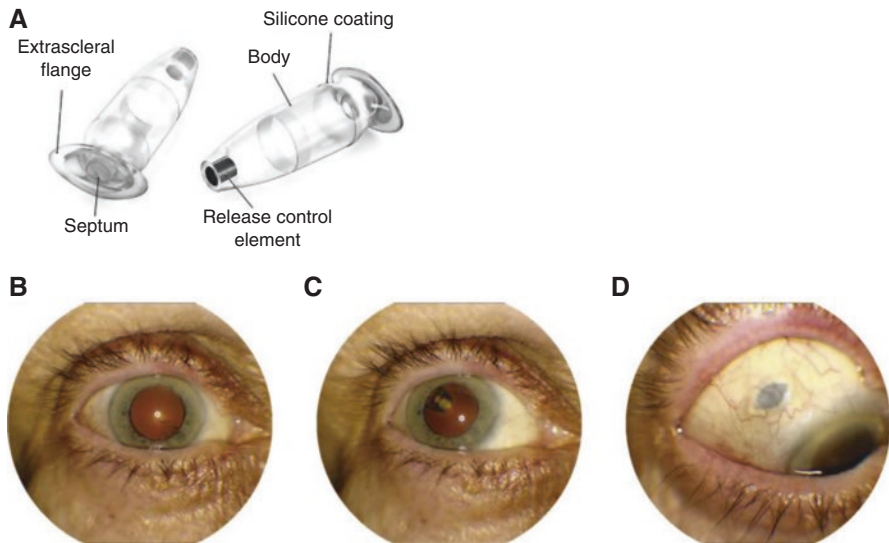 A
Silicone coating
Extrascleral
flange
Body
Septum
Release control
element
B
C
D